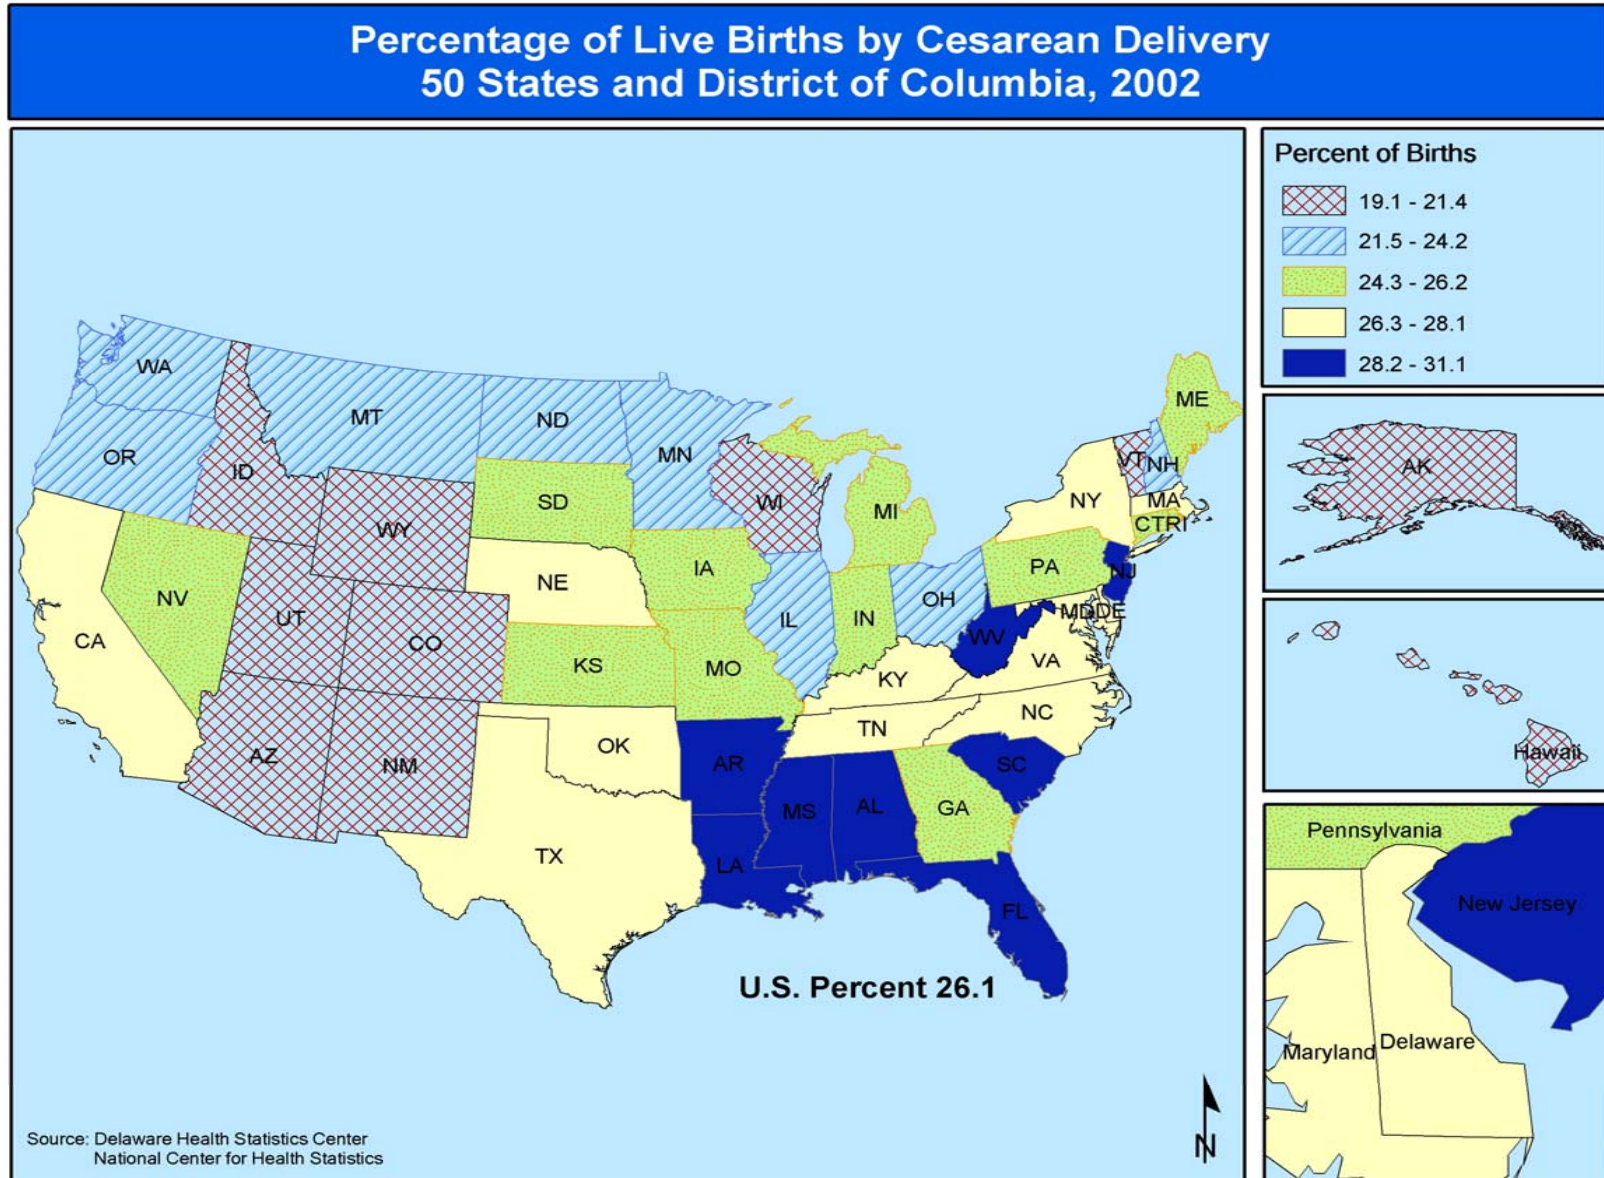 Percentage of Live Births by Cesarean Delivery
50 States and District of Columbia, 2002
Percent of Births
19.1 - 21.4
21.5 - 24.2
24.3 - 26.2
26.3 - 28.1
28.2 - 31.1
WA
MT
ND
MN
OR
ID
WY
SD
WI
MI
NY
VT
NH
ME
MA
CT
RI
NV
UT
CO
NE
IA
IL
IN
OH
PA
NJ
CA
KS
MO
KY
WV
MD
DE
VA
AZ
NM
OK
AR
TN
NC
SC
TX
LA
MS
AL
GA
FL
U.S. Percent 26.1
AK
Hawaii
Pennsylvania
New Jersey
Maryland
Delaware
N
Source: Delaware Health Statistics Center
National Center for Health Statistics